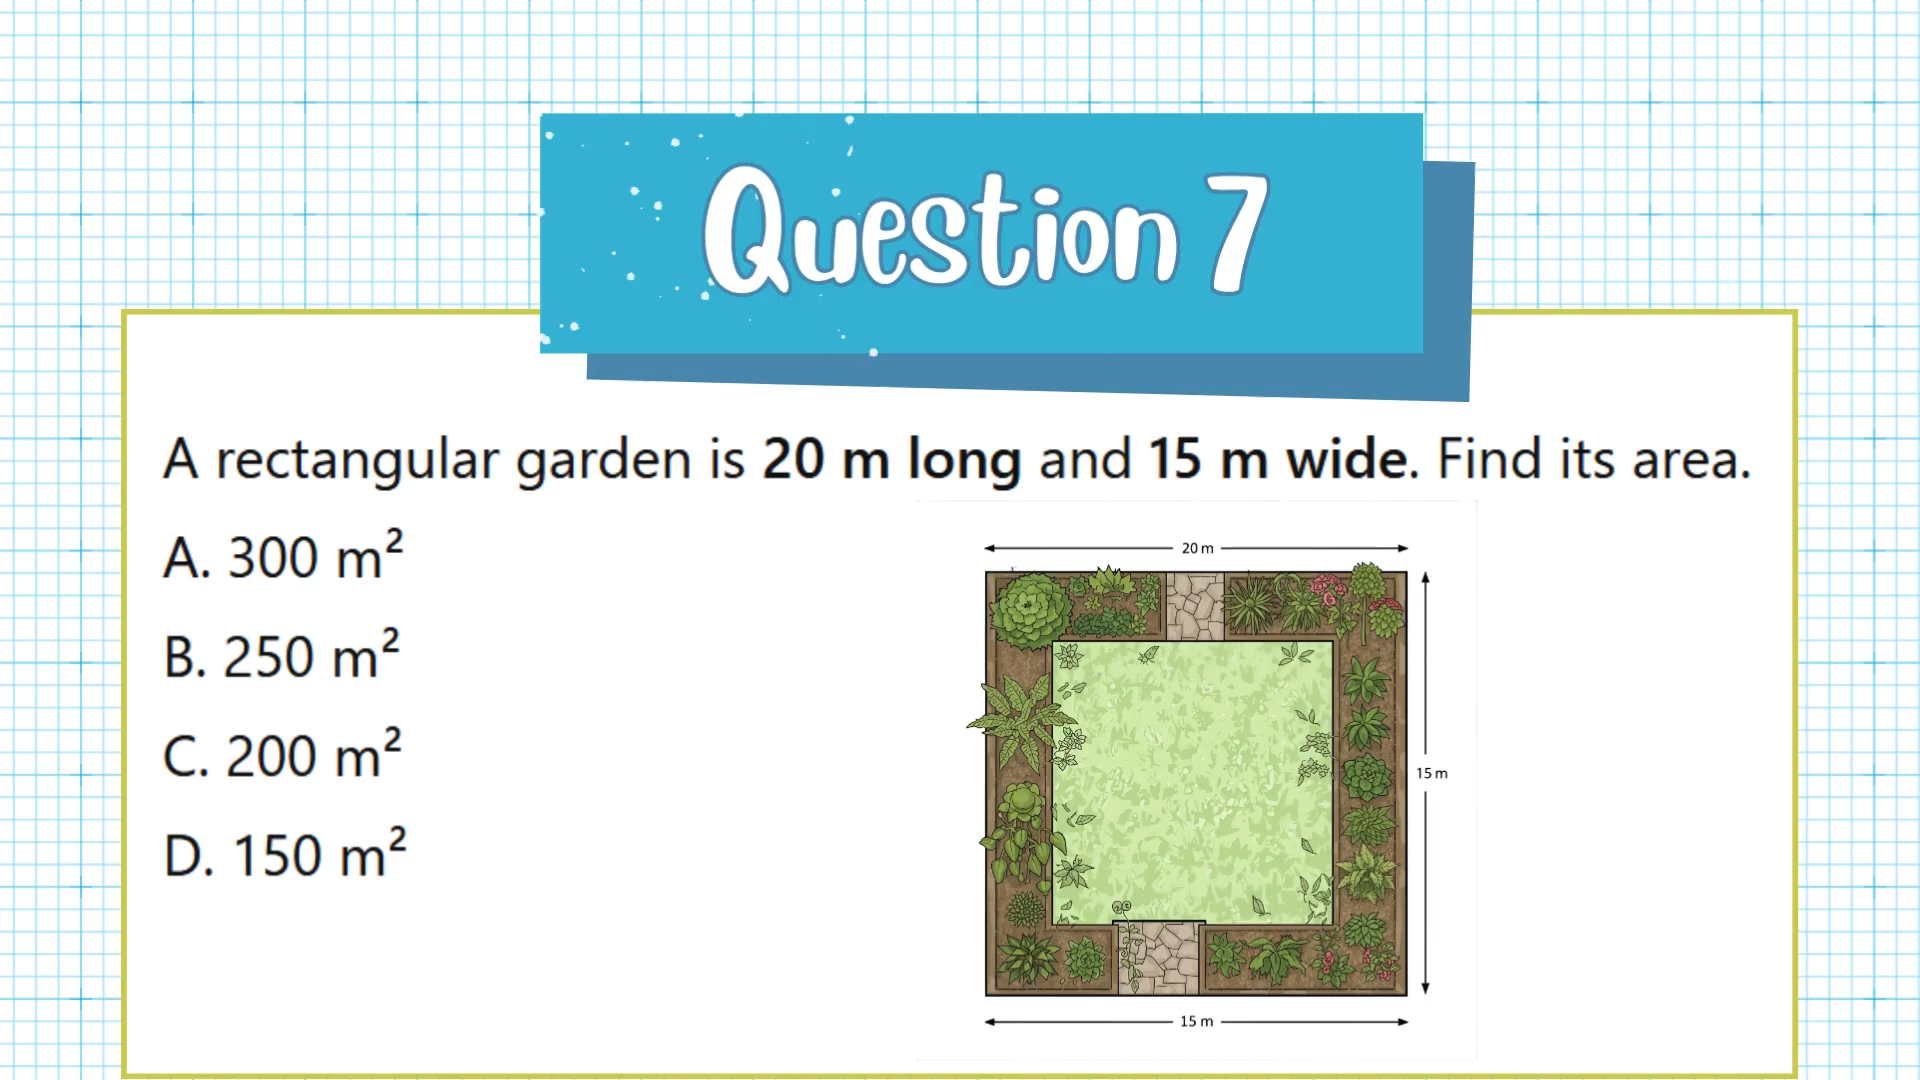 Question 7
A rectangular garden is 20 m long and 15 m wide. Find its area.
A. 300 m²
B. 250 m²
C. 200 m²
D. 150 m²
20 m
15 m
15 m